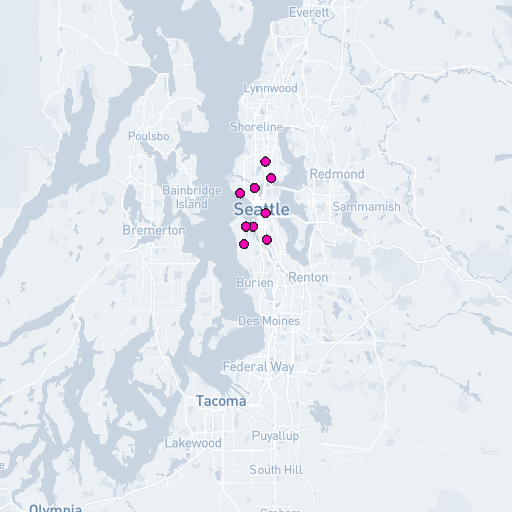 Everett
Lynnwood
Shoreline
Poulsbo
Redmond
Bainbridge
Island
Sammamish
Seattle
Bremerton
Renton
Burien
Des Moines
Federal Way
Tacoma
Puyallup
Lakewood
South Hill
Olympia